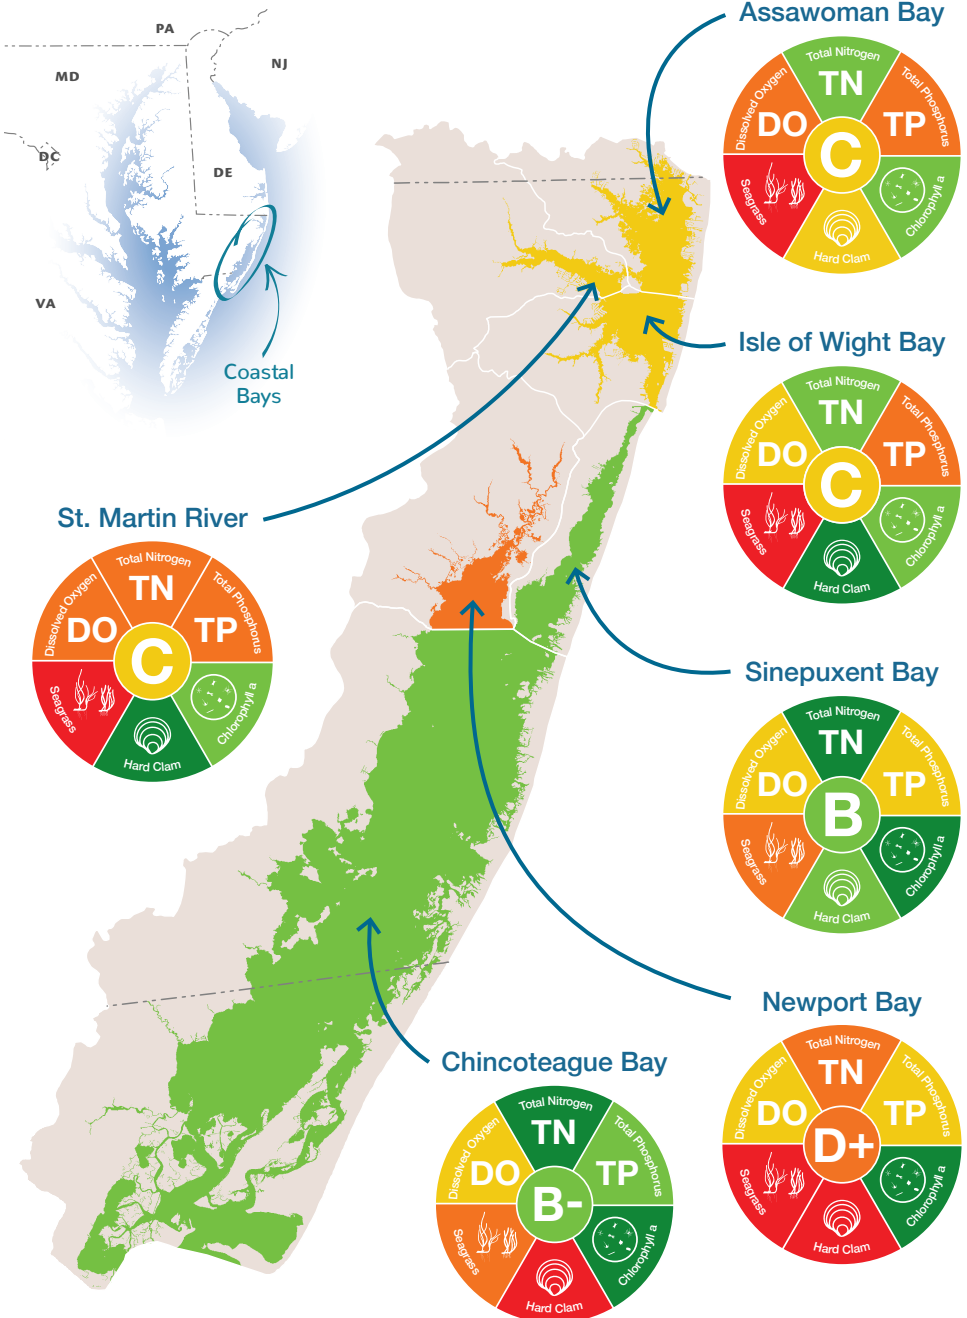 PA
MD
NJ
DC
DE
VA
Coastal
Bays
Assawoman Bay
Total Nitrogen
TN
Dissolved Oxygen
DO
Total Phosphorus
TP
C
Seagrass
Hard Clam
Chlorophyll a
Isle of Wight Bay
Total Nitrogen
TN
Dissolved Oxygen
DO
Total Phosphorus
TP
C
Seagrass
Hard Clam
Chlorophyll a
St. Martin River
Total Nitrogen
TN
Dissolved Oxygen
DO
Total Phosphorus
TP
C
Seagrass
Hard Clam
Chlorophyll a
Sinepuxent Bay
Total Nitrogen
TN
Dissolved Oxygen
DO
Total Phosphorus
TP
B
Seagrass
Hard Clam
Chlorophyll a
Newport Bay
Total Nitrogen
TN
Dissolved Oxygen
DO
Total Phosphorus
TP
D+
Seagrass
Hard Clam
Chlorophyll a
Chincoteague Bay
Total Nitrogen
TN
Dissolved Oxygen
DO
Total Phosphorus
TP
B-
Seagrass
Hard Clam
Chlorophyll a